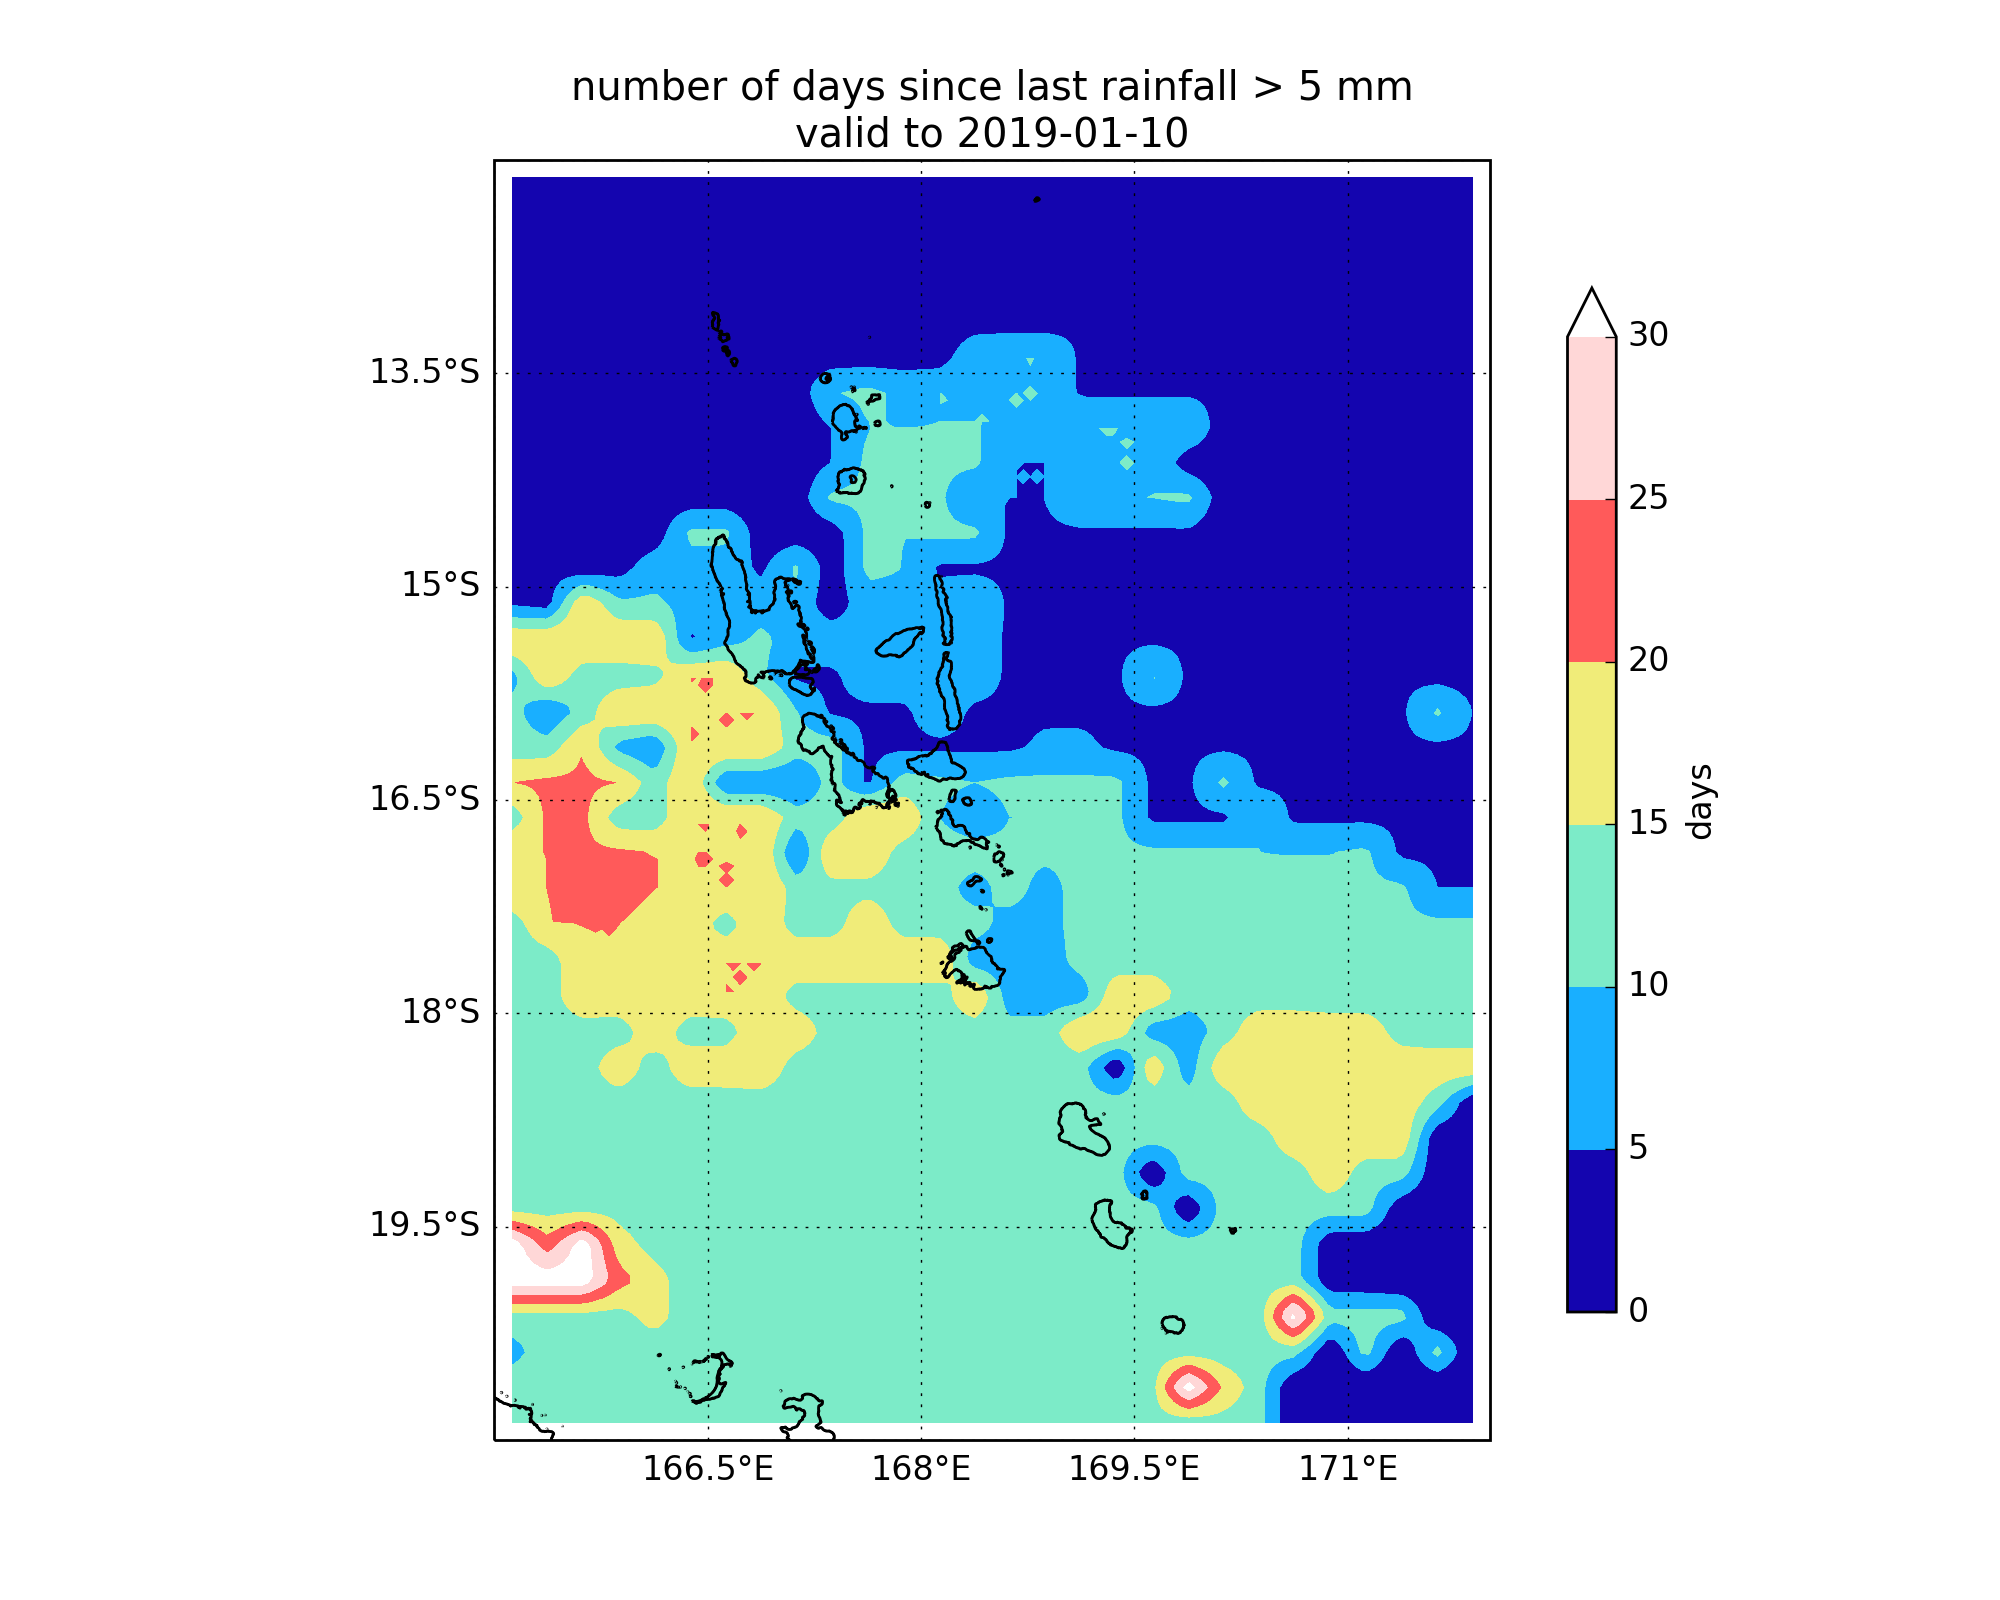 number of days since last rainfall > 5 mm
valid to 2019-01-10
13.5°S
15°S
16.5°S
18°S
19.5°S
166.5°E
168°E
169.5°E
171°E
30
25
20
15
10
5
0
days